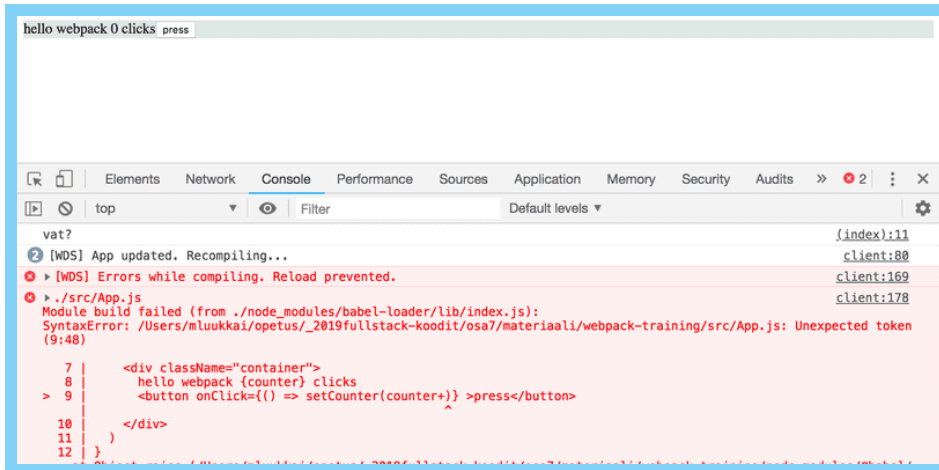 hello webpack 0 clicks press
Elements Network Console Performance Sources Application Memory Security Audits » 2
top Filter Default levels ▼
vat? (index):11
2 [WDS] App updated. Recompiling... client:80
[WDS] Errors while compiling. Reload prevented. client:169
./src/App.js client:178
Module build failed (from ./node_modules/babel-loader/lib/index.js):
SyntaxError: /Users/mluukkai/opetus/_2019fullstack-koodit/osa7/materiaali/webpack-training/src/App.js: Unexpected token
(9:48)
7 | <div className="container">
8 | hello webpack {counter} clicks
> 9 | <button onClick={() => setCounter(counter+)} >press</button>
| ^
10 | </div>
11 | )
12 | }